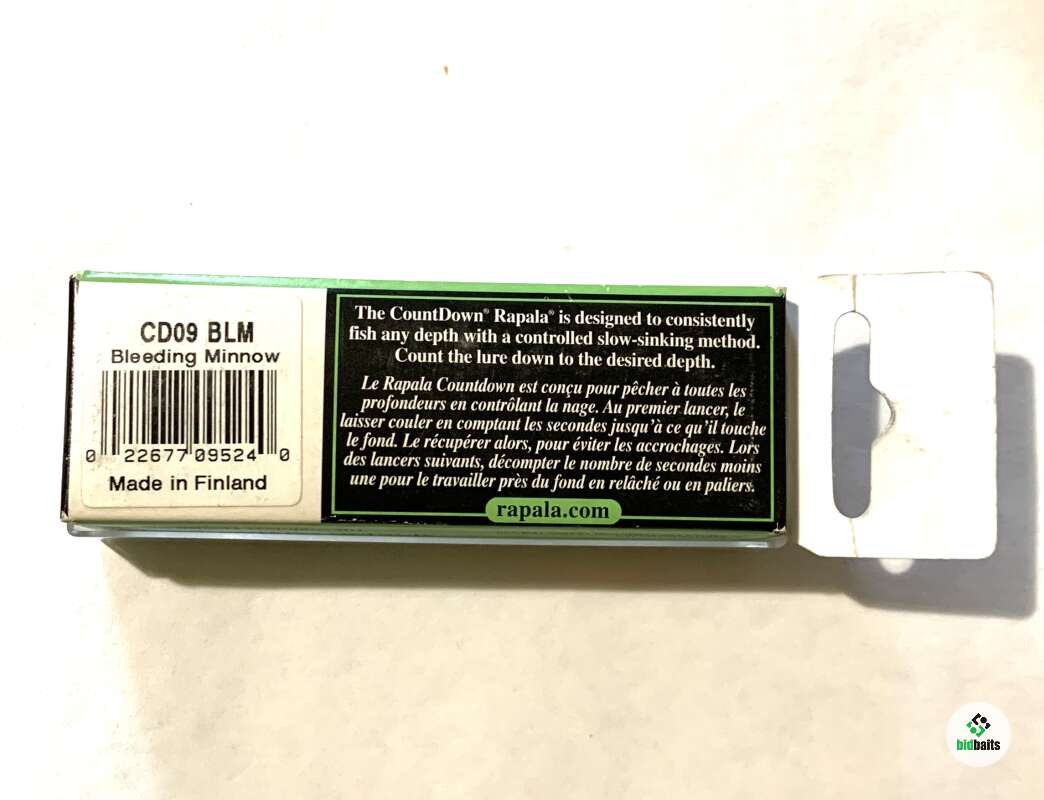 CD09 BLM
Bleeding Minnow
0 22677 09524 0
Made in Finland
The CountDown® Rapala® is designed to consistently
fish any depth with a controlled slow-sinking method.
Count the lure down to the desired depth.
Le Rapala Countdown est conçu pour pêcher à toutes les
profondeurs en contrôlant la nage. Au premier lancer, le
laisser couler en comptant les secondes jusqu'à ce qu'il touche
le fond. Le récupérer alors, pour éviter les accrochages. Lors
des lancers suivants, décompter le nombre de secondes moins
une pour le travailler près du fond en relâché ou en paliers.
rapala.com
bidbaits